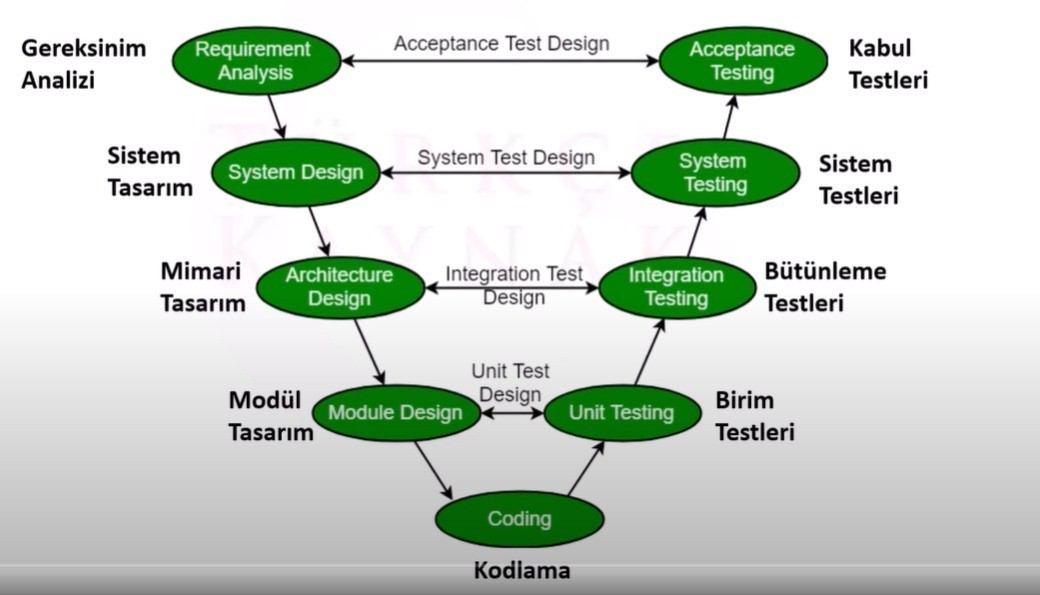 Gereksinim
Analizi
Requirement
Analysis
Acceptance Test Design
Acceptance
Testing
Kabul
Testleri
Sistem
Tasarım
System Design
System Test Design
System
Testing
Sistem
Testleri
Mimari
Tasarım
Architecture
Design
Integration Test
Design
Integration
Testing
Bütünleme
Testleri
Modül
Tasarım
Module Design
Unit Test
Design
Unit Testing
Birim
Testleri
Coding
Kodlama
TÜRKÇE
KAYNAK